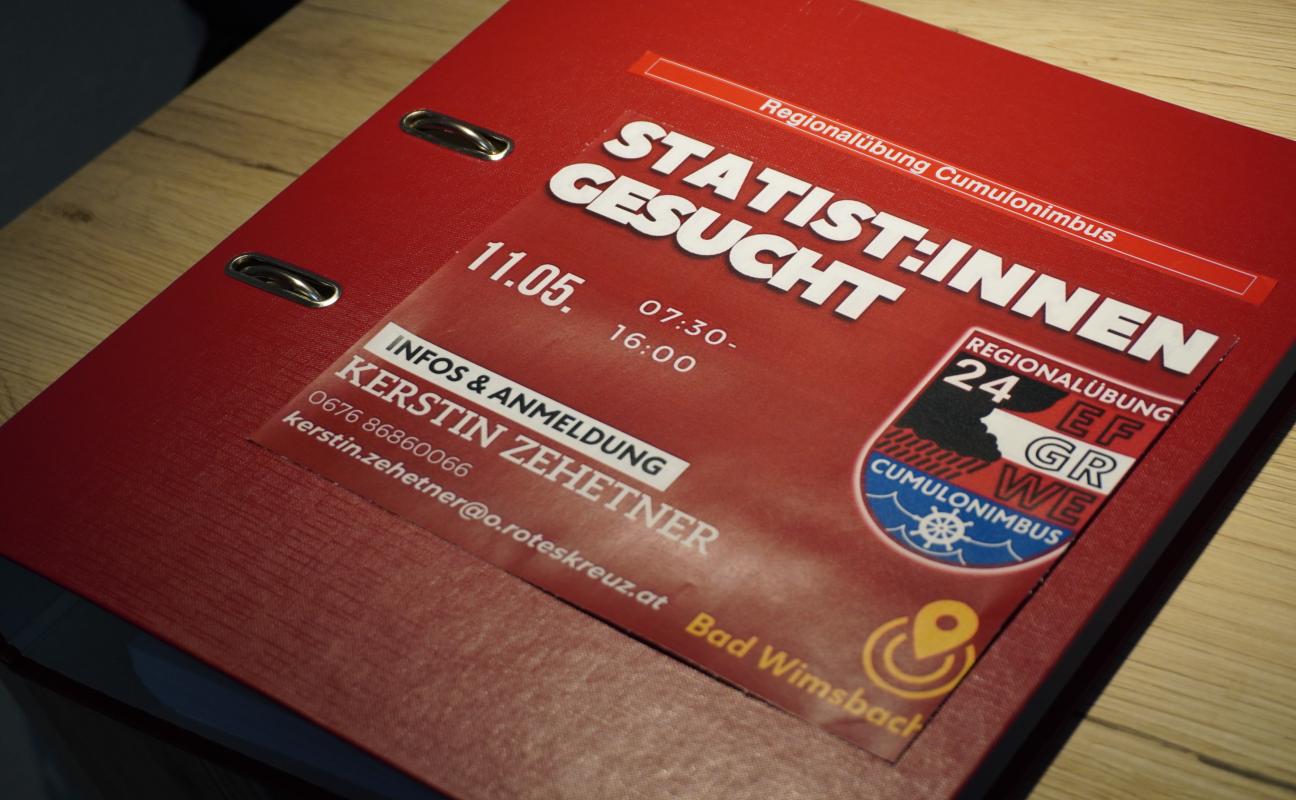 Regionalübung Cumulonimbus
STATIST:INNEN
GESUCHT
11.05.
07:30-
16:00
INFOS & ANMELDUNG
KERSTIN ZEHETNER
0676 86860066
kerstin.zehetner@o.roteskreuz.at
REGIONALÜBUNG
24
EF
GR
WE
CUMULONIMBUS
Bad Wimsbach